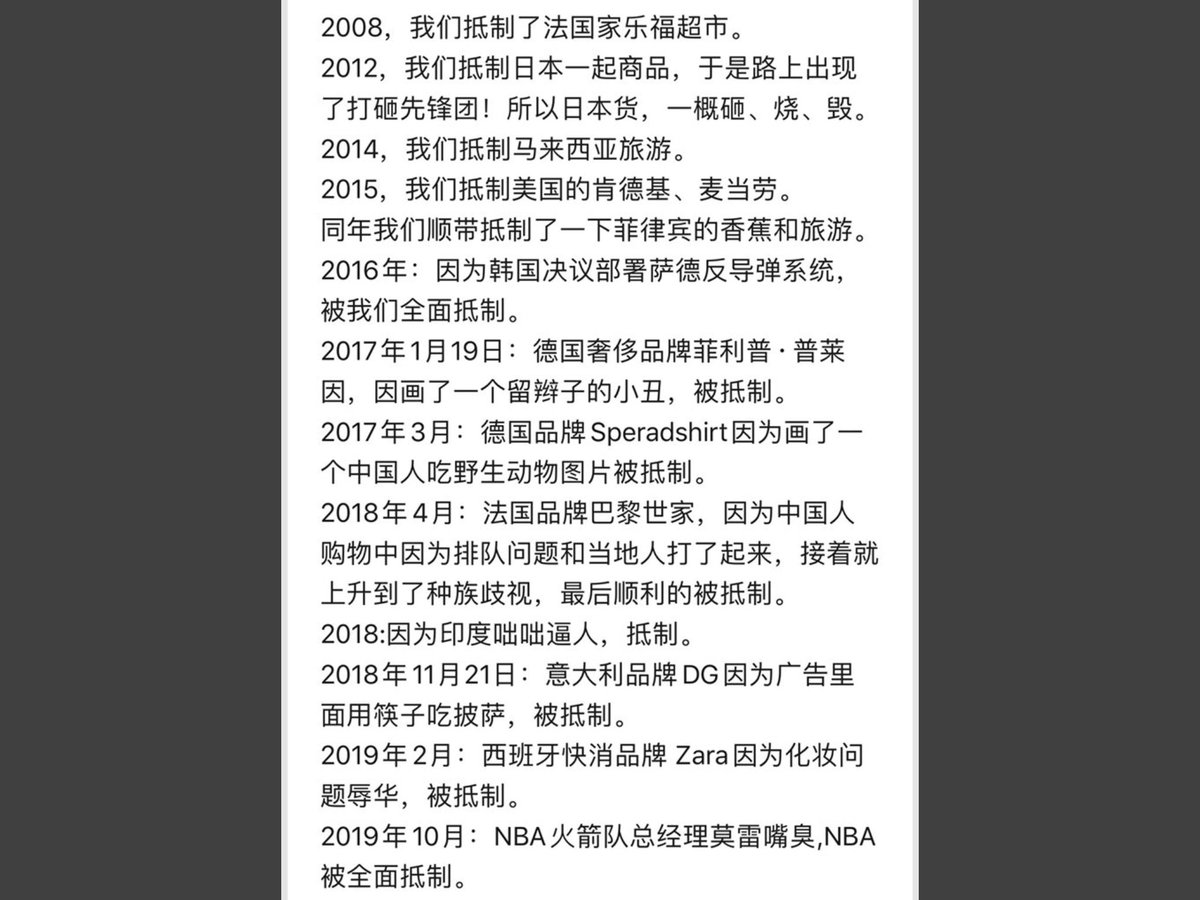 2008，我们抵制了法国家乐福超市。
2012，我们抵制日本一起商品，于是路上出现
了打砸先锋团！所以日本货，一概砸、烧、毁。
2014，我们抵制马来西亚旅游。
2015，我们抵制美国的肯德基、麦当劳。
同年我们顺带抵制了一下菲律宾的香蕉和旅游。
2016年：因为韩国决议部署萨德反导弹系统，
被我们全面抵制。
2017年1月19日：德国奢侈品牌菲利普·普莱
因，因画了一个留辫子的小丑，被抵制。
2017年3月：德国品牌Speradshirt因为画了一
个中国人吃野生动物图片被抵制。
2018年4月：法国品牌巴黎世家，因为中国人
购物中因为排队问题和当地人打了起来，接着就
上升到了种族歧视，最后顺利的被抵制。
2018:因为印度咄咄逼人，抵制。
2018年11月21日：意大利品牌DG因为广告里
面用筷子吃披萨，被抵制。
2019年2月：西班牙快消品牌 Zara因为化妆问
题辱华，被抵制。
2019年10月：NBA火箭队总经理莫雷嘴臭,NBA
被全面抵制。